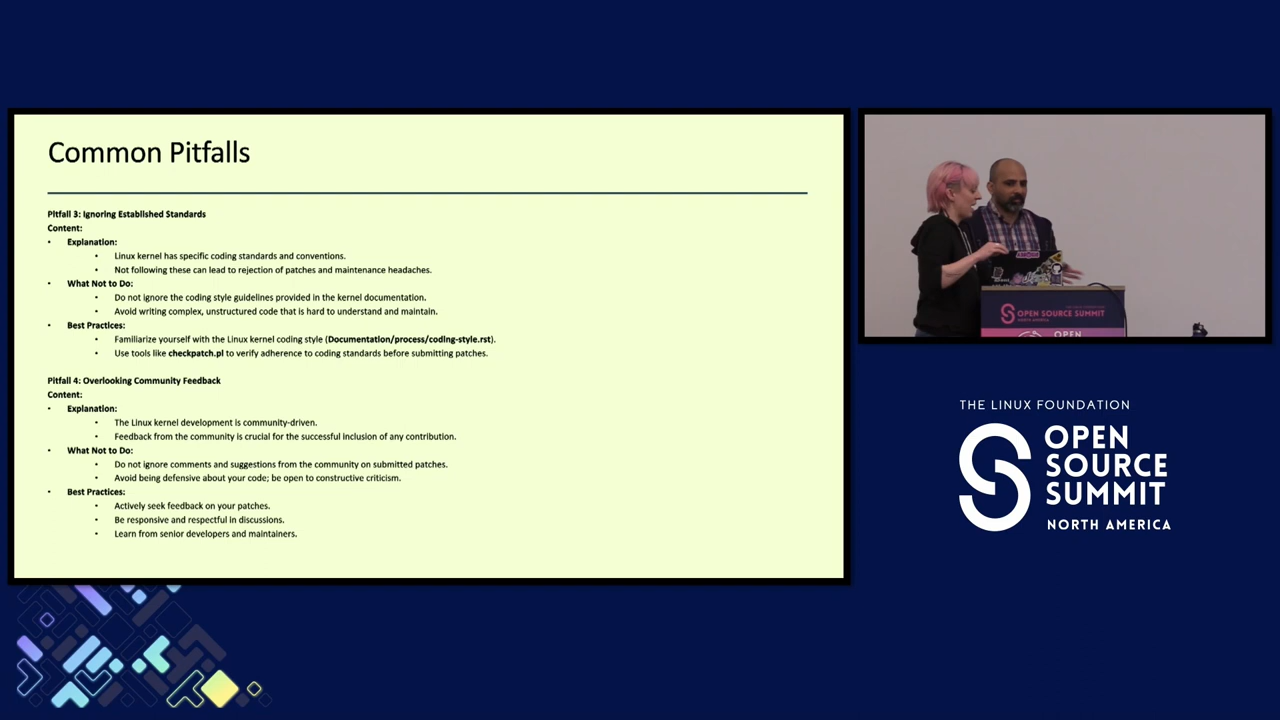 Common Pitfalls
Pitfall 3: Ignoring Established Standards
Content:
• Explanation:
• Linux kernel has specific coding standards and conventions.
• Not following these can lead to rejection of patches and maintenance headaches.
• What Not to Do:
• Do not ignore the coding style guidelines provided in the kernel documentation.
• Avoid writing complex, unstructured code that is hard to understand and maintain.
• Best Practices:
• Familiarize yourself with the Linux kernel coding style (Documentation/process/coding-style.rst).
• Use tools like checkpatch.pl to verify adherence to coding standards before submitting patches.
Pitfall 4: Overlooking Community Feedback
Content:
• Explanation:
• The Linux kernel development is community-driven.
• Feedback from the community is crucial for the successful inclusion of any contribution.
• What Not to Do:
• Do not ignore comments and suggestions from the community on submitted patches.
• Avoid being defensive about your code; be open to constructive criticism.
• Best Practices:
• Actively seek feedback on your patches.
• Be responsive and respectful in discussions.
• Learn from senior developers and maintainers.
OPEN SOURCE SUMMIT
NORTH AMERICA
OPEN
THE LINUX FOUNDATION
OPEN
SOURCE
SUMMIT
NORTH AMERICA